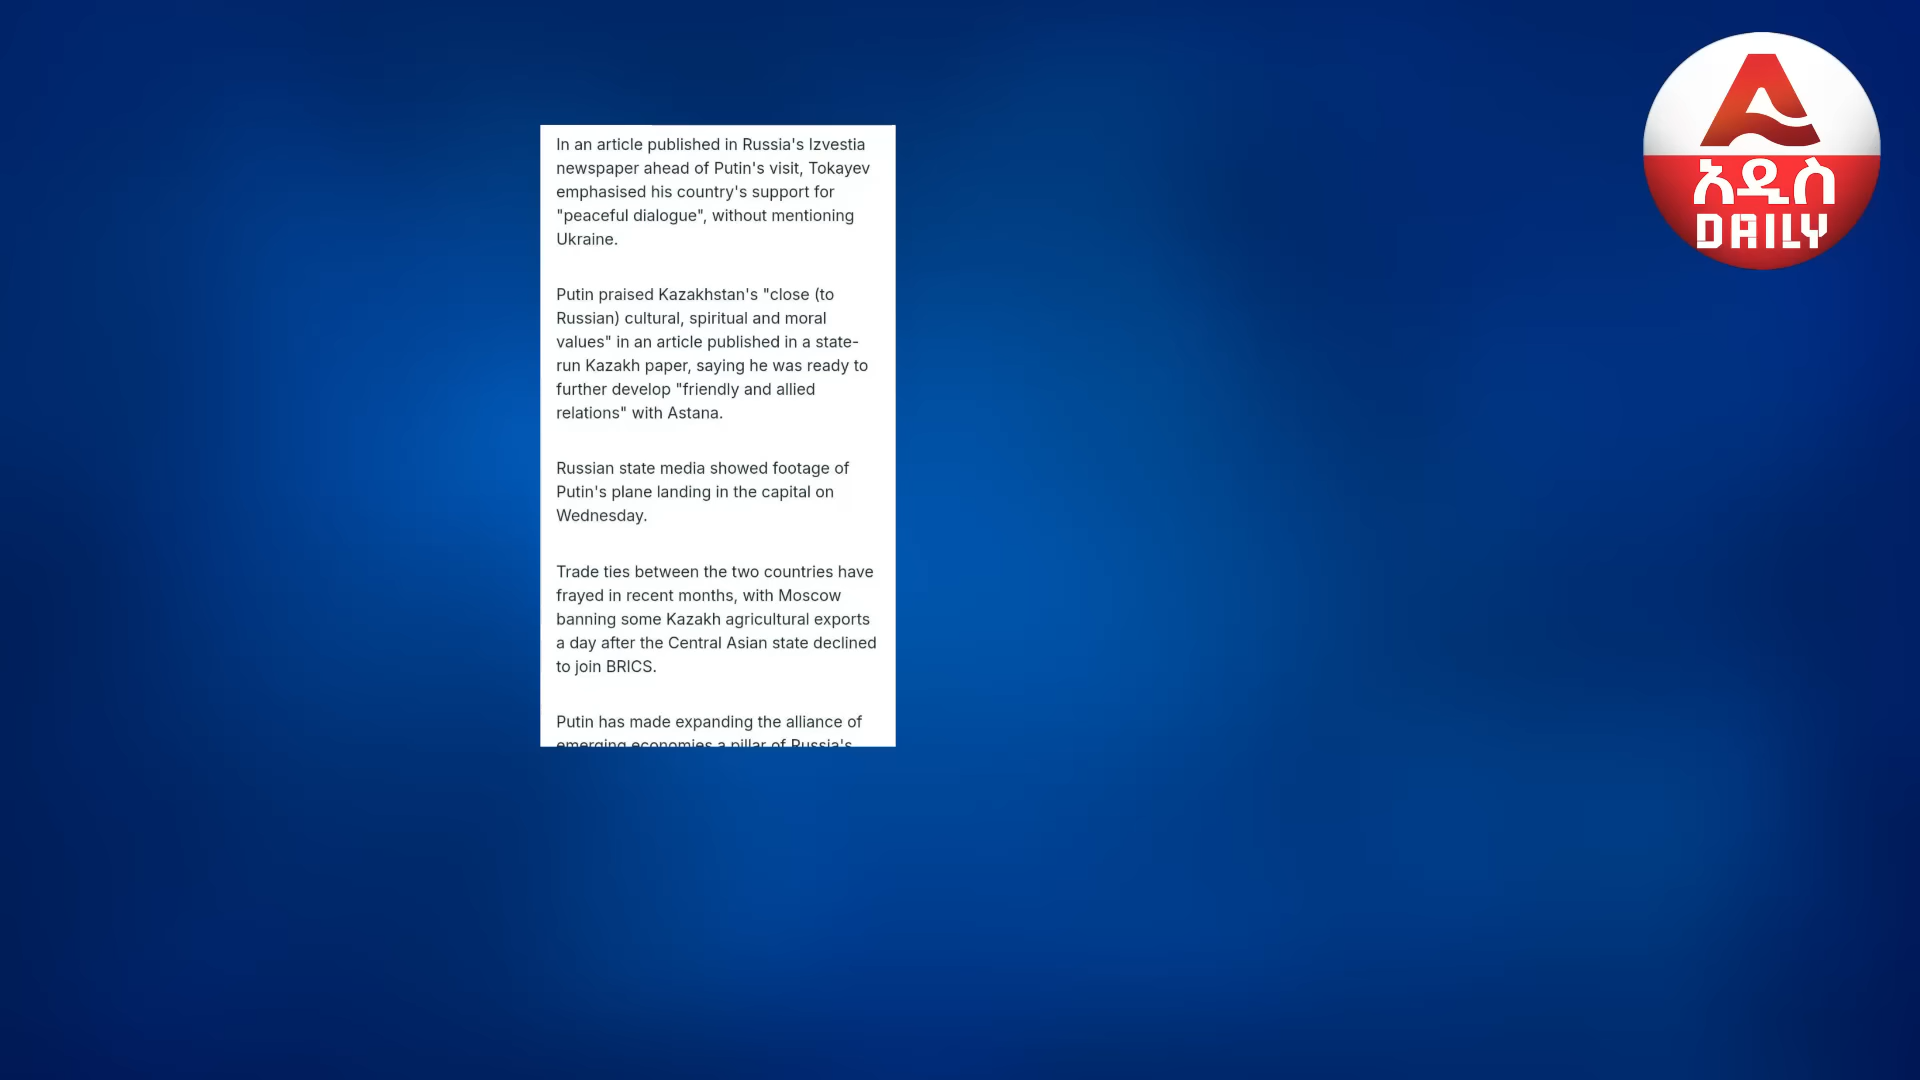 In an article published in Russia's Izvestia
newspaper ahead of Putin's visit, Tokayev
emphasised his country's support for
"peaceful dialogue", without mentioning
Ukraine.
Putin praised Kazakhstan's "close (to
Russian) cultural, spiritual and moral
values" in an article published in a state-
run Kazakh paper, saying he was ready to
further develop "friendly and allied
relations" with Astana.
Russian state media showed footage of
Putin's plane landing in the capital on
Wednesday.
Trade ties between the two countries have
frayed in recent months, with Moscow
banning some Kazakh agricultural exports
a day after the Central Asian state declined
to join BRICS.
Putin has made expanding the alliance of
emerging economies a pillar of Russia's
አዲስ
DAILY